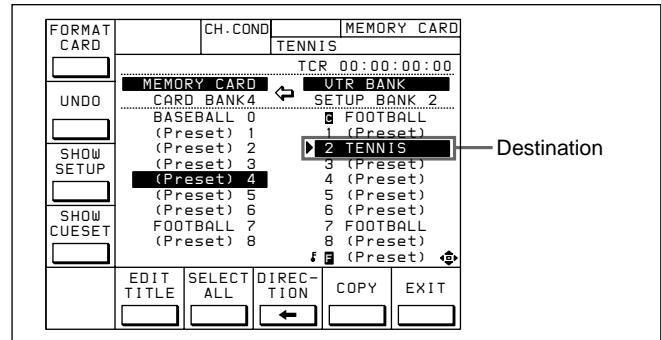 FORMAT
CARD
CH.COND
MEMORY CARD
TENNIS
TCR 00:00:00:00
UNDO
SHOW
SETUP
SHOW
CUESET
MEMORY CARD
CARD BANK4
BASEBALL 0
(Preset) 1
(Preset) 2
(Preset) 3
(Preset) 4
(Preset) 5
(Preset) 6
FOOTBALL 7
(Preset) 8
VTR BANK
SETUP BANK 2
C FOOTBALL
1 (Preset)
2 TENNIS
3 (Preset)
4 (Preset)
5 (Preset)
6 (Preset)
7 FOOTBALL
8 (Preset)
F (Preset)
Destination
EDIT
TITLE
SELECT
ALL
DIREC-
TION
COPY
EXIT